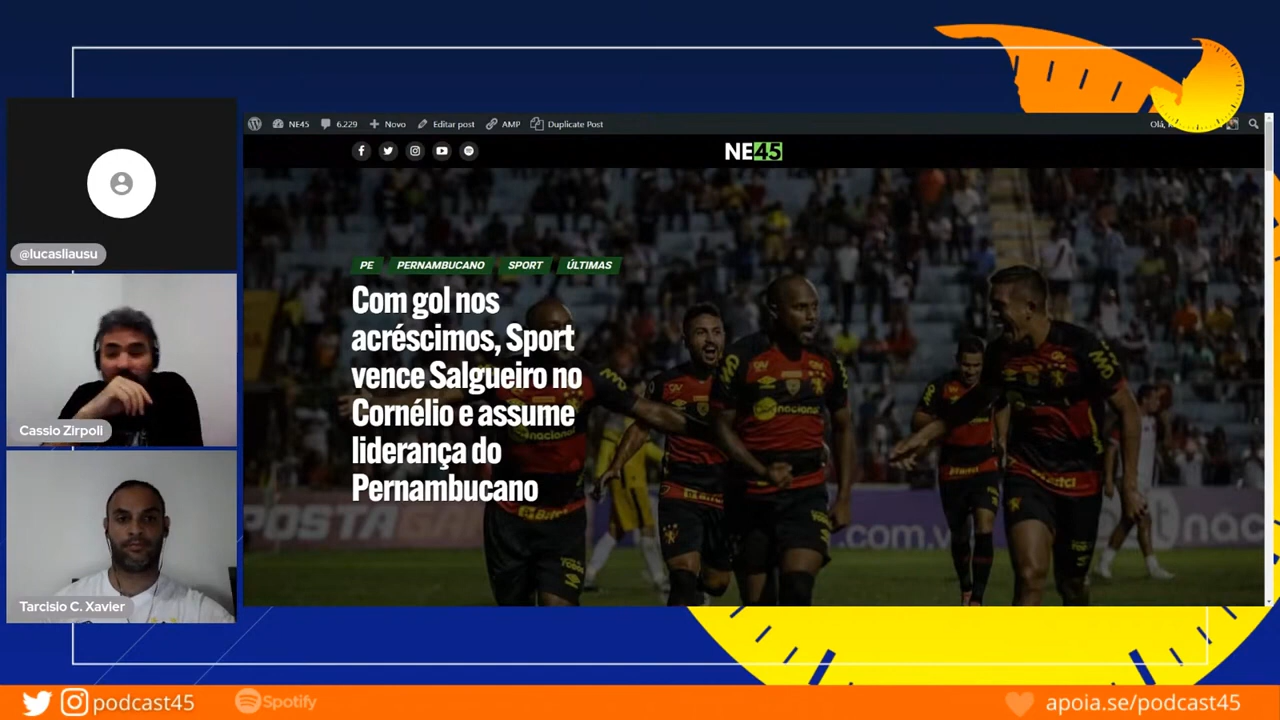 NE45
6.229
Novo
Editar post
AMP
Duplicate Post
Olá,
NE45
PE
PERNAMBUCANO
SPORT
ÚLTIMAS
Com gol nos
acréscimos, Sport
vence Salgueiro no
Cornélio e assume
liderança do
Pernambucano
@lucasliausu
Cassio Zirpoli
Tarcisio C. Xavier
podcast45
Spotify
apoia.se/podcast45